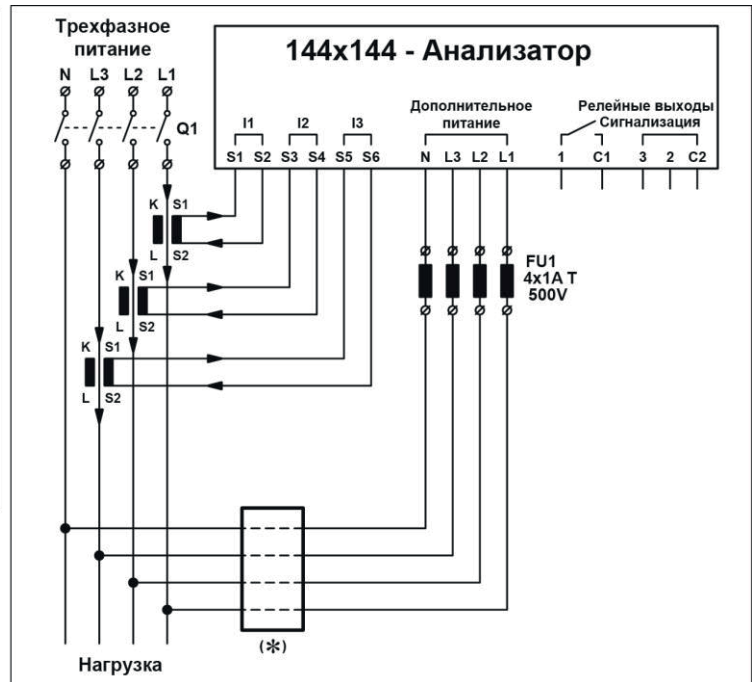 Трехфазное
питание
N L3 L2 L1
Q1
144x144 - Анализатор
I1 I2 I3
Дополнительное
питание
Релейные выходы
Сигнализация
S1 S2 S3 S4 S5 S6 N L3 L2 L1 1 C1 3 2 C2
K S1
L S2
K S1
L S2
K S1
L S2
FU1
4x1A T
500V
(*)
Нагрузка